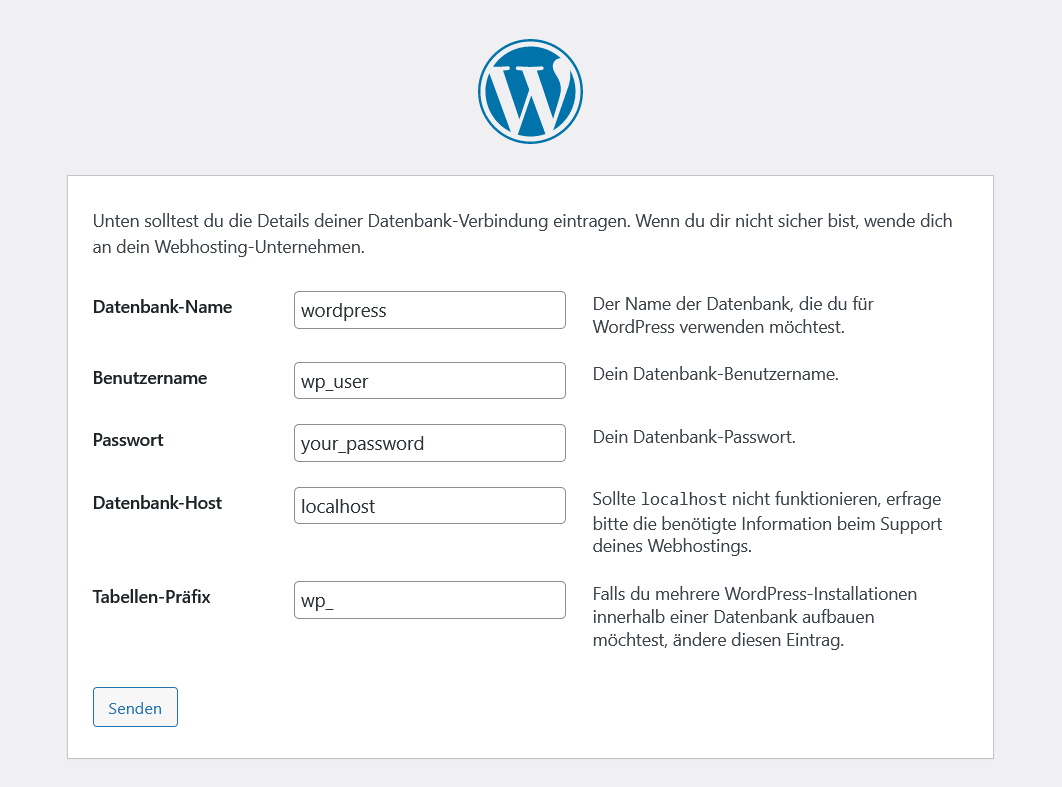 Unten solltest du die Details deiner Datenbank-Verbindung eintragen. Wenn du dir nicht sicher bist, wende dich
an dein Webhosting-Unternehmen.
Datenbank-Name
wordpress
Der Name der Datenbank, die du für
WordPress verwenden möchtest.
Benutzername
wp_user
Dein Datenbank-Benutzername.
Passwort
your_password
Dein Datenbank-Passwort.
Datenbank-Host
localhost
Sollte localhost nicht funktionieren, erfrage
bitte die benötigte Information beim Support
deines Webhostings.
Tabellen-Präfix
wp_
Falls du mehrere WordPress-Installationen
innerhalb einer Datenbank aufbauen
möchtest, ändere diesen Eintrag.
Senden